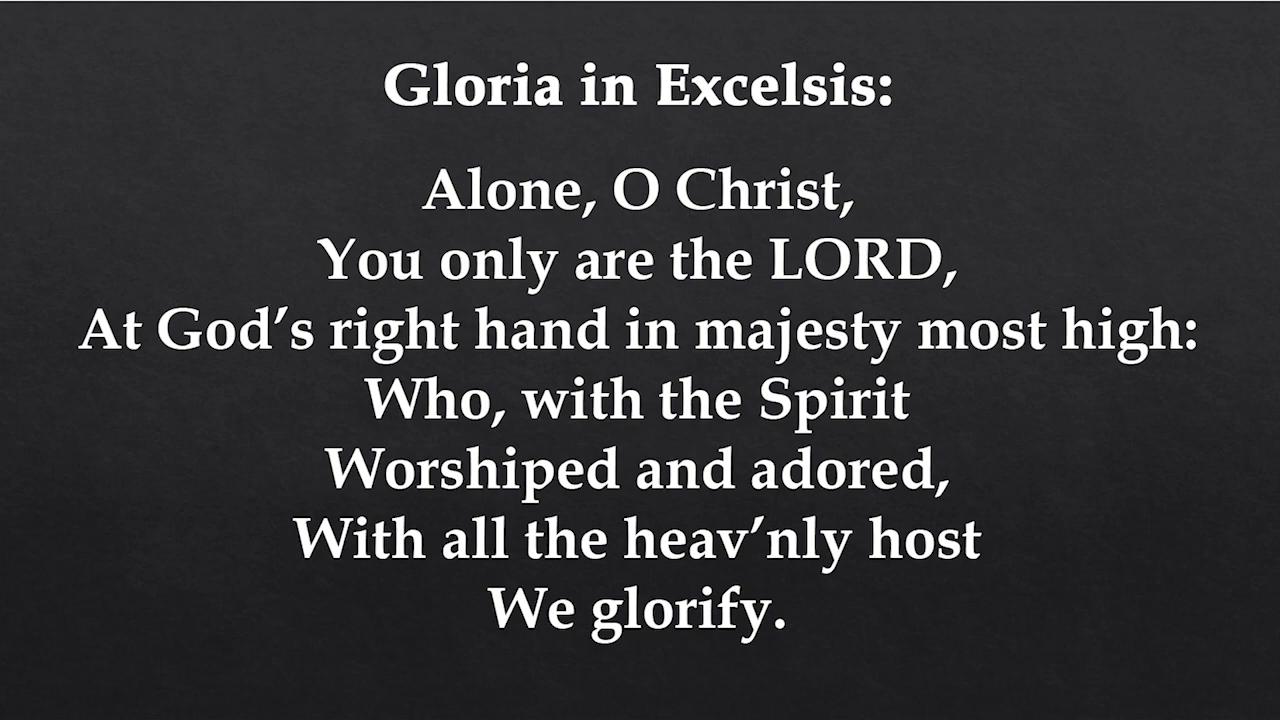 Gloria in Excelsis:
Alone, O Christ,
You only are the LORD,
At God’s right hand in majesty most high:
Who, with the Spirit
Worshiped and adored,
With all the heav’nly host
We glorify.